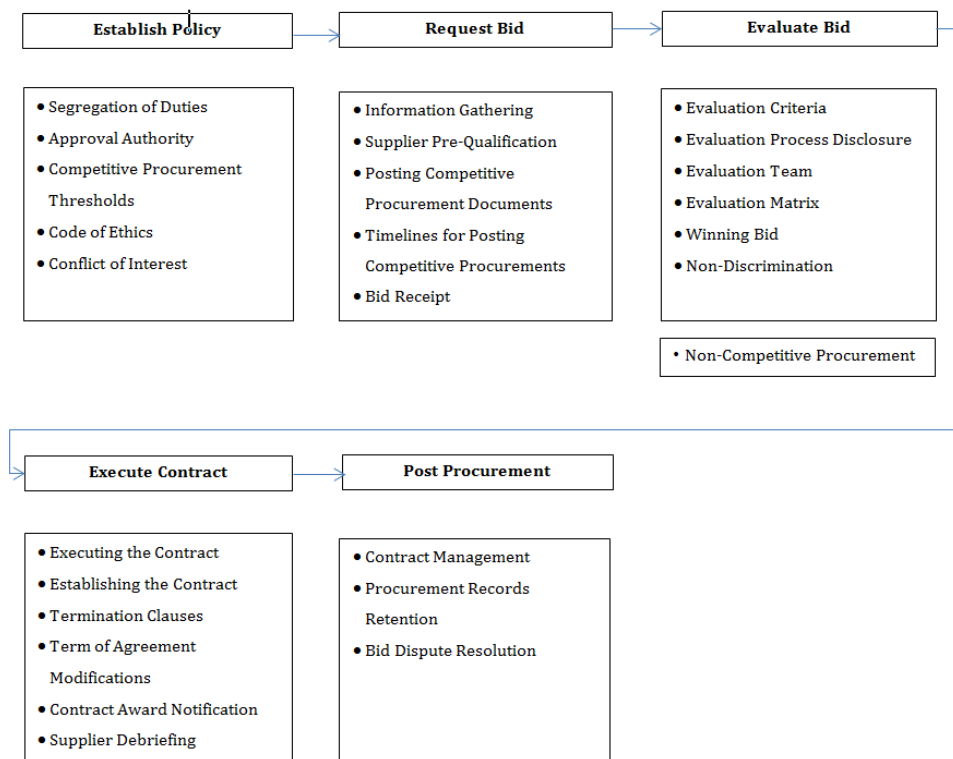 Establish Policy
Request Bid
Evaluate Bid
• Segregation of Duties
• Approval Authority
• Competitive Procurement
Thresholds
• Code of Ethics
• Conflict of Interest
• Information Gathering
• Supplier Pre-Qualification
• Posting Competitive
Procurement Documents
• Timelines for Posting
Competitive Procurements
• Bid Receipt
• Evaluation Criteria
• Evaluation Process Disclosure
• Evaluation Team
• Evaluation Matrix
• Winning Bid
• Non-Discrimination
• Non-Competitive Procurement
Execute Contract
Post Procurement
• Executing the Contract
• Establishing the Contract
• Termination Clauses
• Term of Agreement
Modifications
• Contract Award Notification
• Supplier Debriefing
• Contract Management
• Procurement Records
Retention
• Bid Dispute Resolution